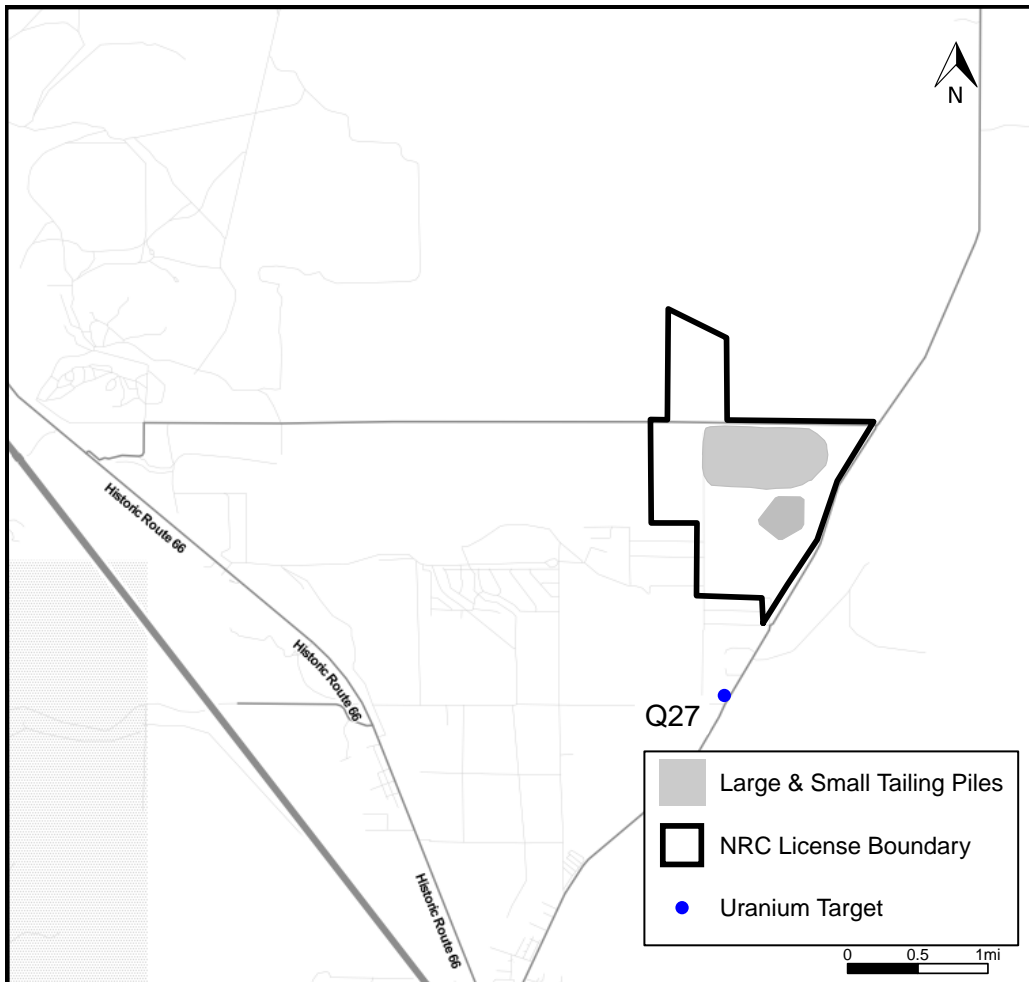 N
Historic Route 66
Historic Route 66
Q27
Large & Small Tailing Piles
NRC License Boundary
Historic Route 66
Uranium Target
0 0.5 1mi